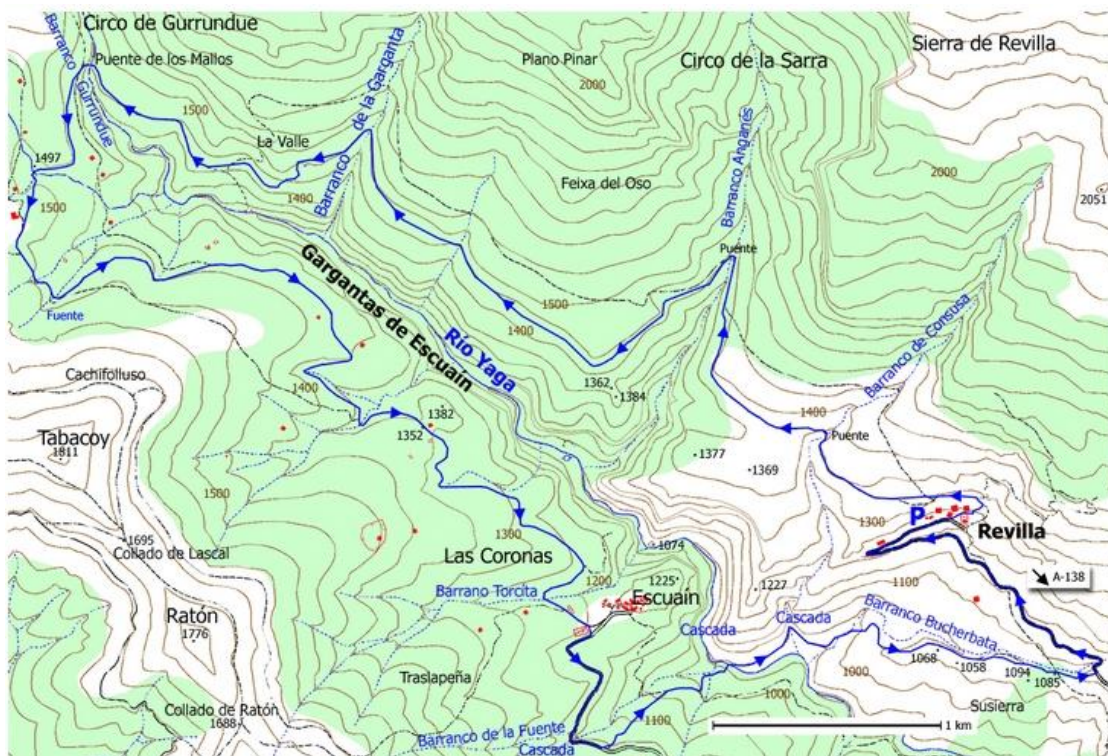 Circo de Gurrundue
Puente de los Mallos
Barranco
Gurrundue
Barranco
de la Garganta
Plano Pinar
2000
Circo de la Sarra
Sierra de Revilla
1500
La Valle
1497
1500
1400
Feixa del Oso
Barranco Anganés
2000
2051
Puente
Fuente
Gargantas de Escuaín
Río Yaga
1500
1400
1362
1384
Barranco de Consusa
Cachifolluso
1400
1382
1352
1400
Puente
Tabacoy
1811
1377
1369
1500
P
Revilla
1300
1695
Collado de Lascal
1300
Las Coronas
1074
A-138
Ratón
1776
Barrano Torcita
1200
1225
Escuaín
1227
1100
Cascada
Cascada
Barranco Bucherbata
1068
1058
1094
1085
Traslapeña
1000
1000
Collado de Ratón
1688
Barranco de la Fuente
Cascada
1100
Susierra
1 km